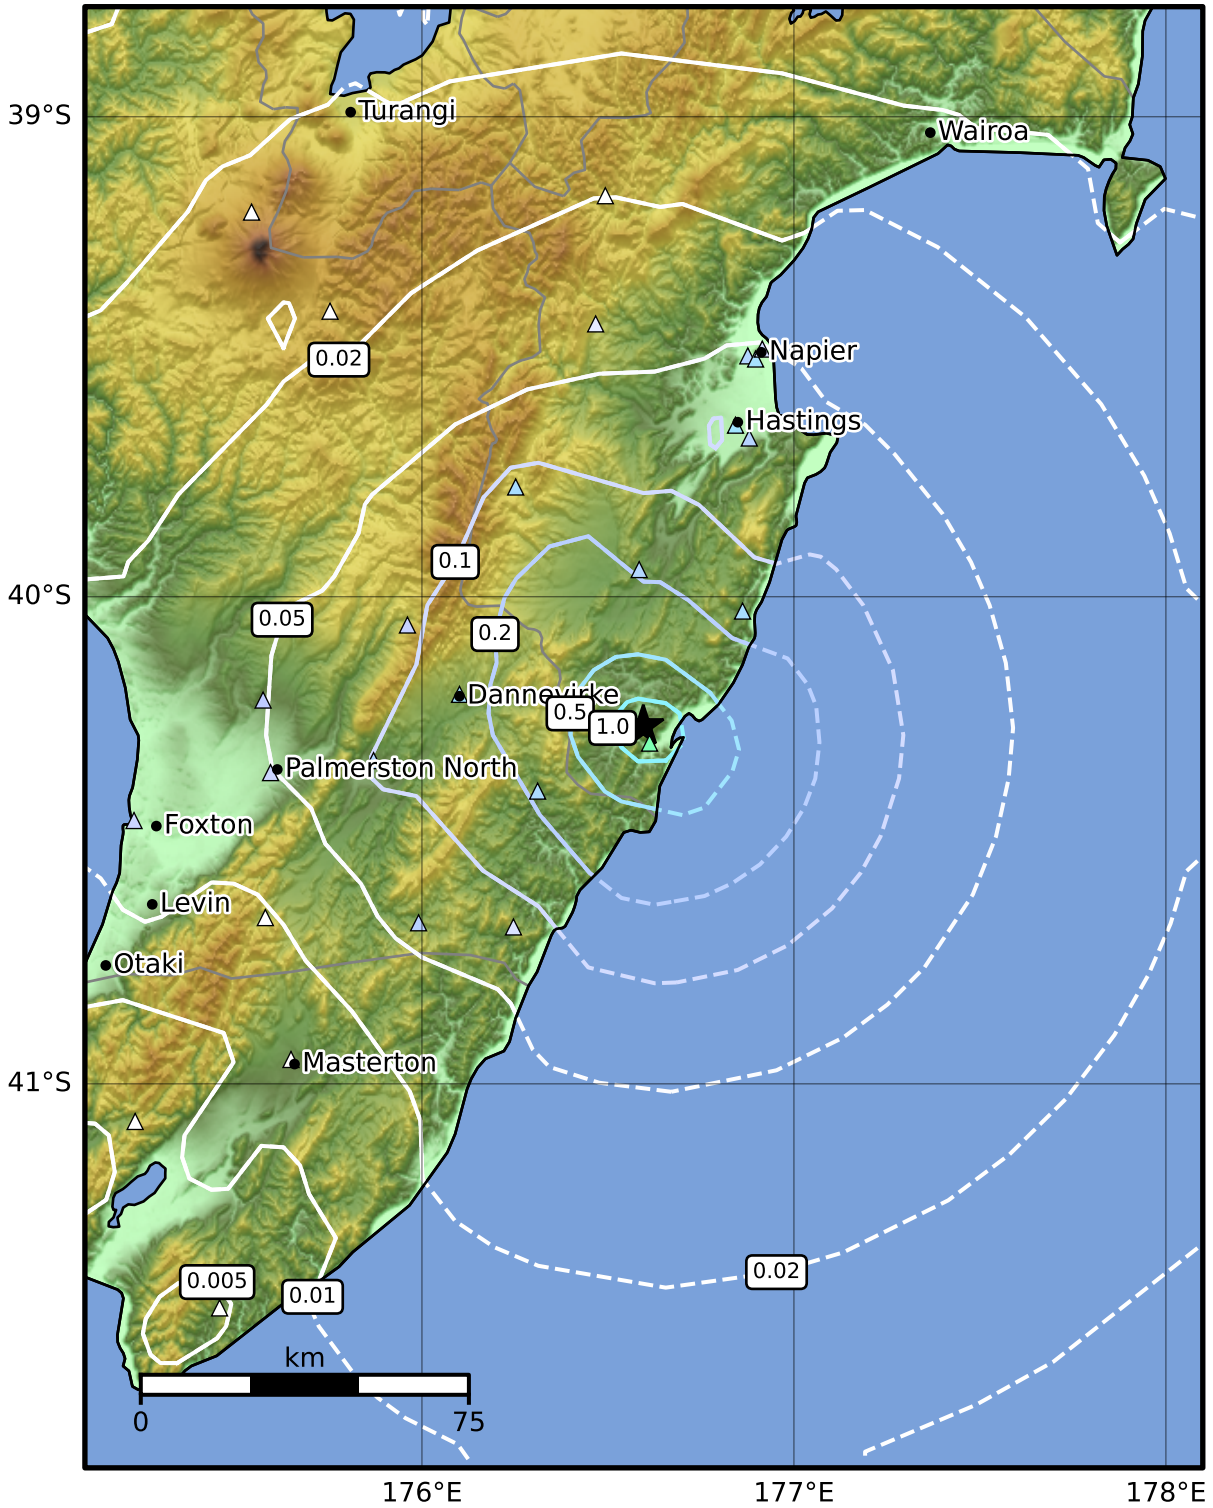 39°S
Turangi
Wairoa
0.02
Napier
Hastings
0.1
40°S
0.05
0.2
Dannevirke
0.5
1.0
Palmerston North
Foxton
Levin
Otaki
Masterton
41°S
0.02
0.005
0.01
km
0
75
176°E
177°E
178°E